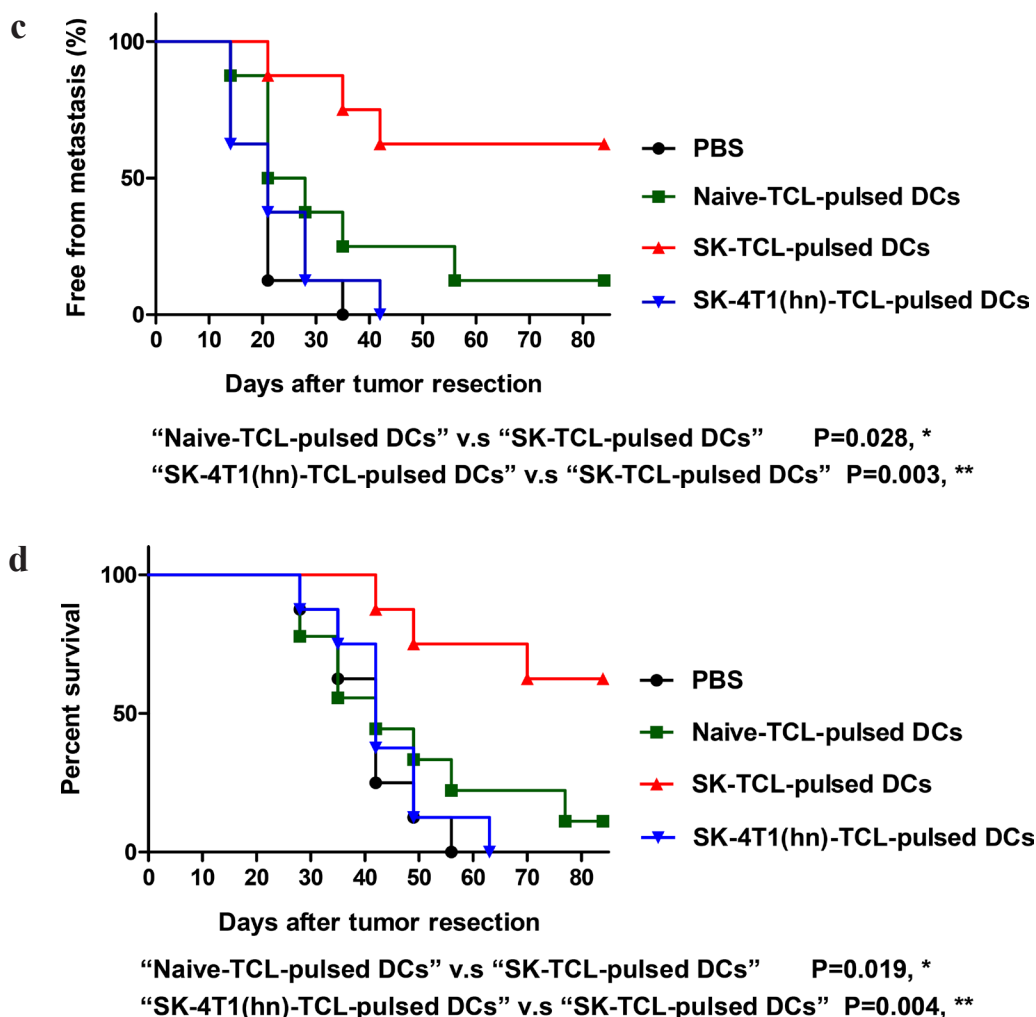 c
Free from metastasis (%)
100
50
0
0 10 20 30 40 50 60 70 80
Days after tumor resection
PBS
Naive-TCL-pulsed DCs
SK-TCL-pulsed DCs
SK-4T1(hn)-TCL-pulsed DCs
“Naive-TCL-pulsed DCs” v.s “SK-TCL-pulsed DCs” P=0.028, *
“SK-4T1(hn)-TCL-pulsed DCs” v.s “SK-TCL-pulsed DCs” P=0.003, **
d
Percent survival
100
50
0
0 10 20 30 40 50 60 70 80
Days after tumor resection
PBS
Naive-TCL-pulsed DCs
SK-TCL-pulsed DCs
SK-4T1(hn)-TCL-pulsed DCs
“Naive-TCL-pulsed DCs” v.s “SK-TCL-pulsed DCs” P=0.019, *
“SK-4T1(hn)-TCL-pulsed DCs” v.s “SK-TCL-pulsed DCs” P=0.004, **